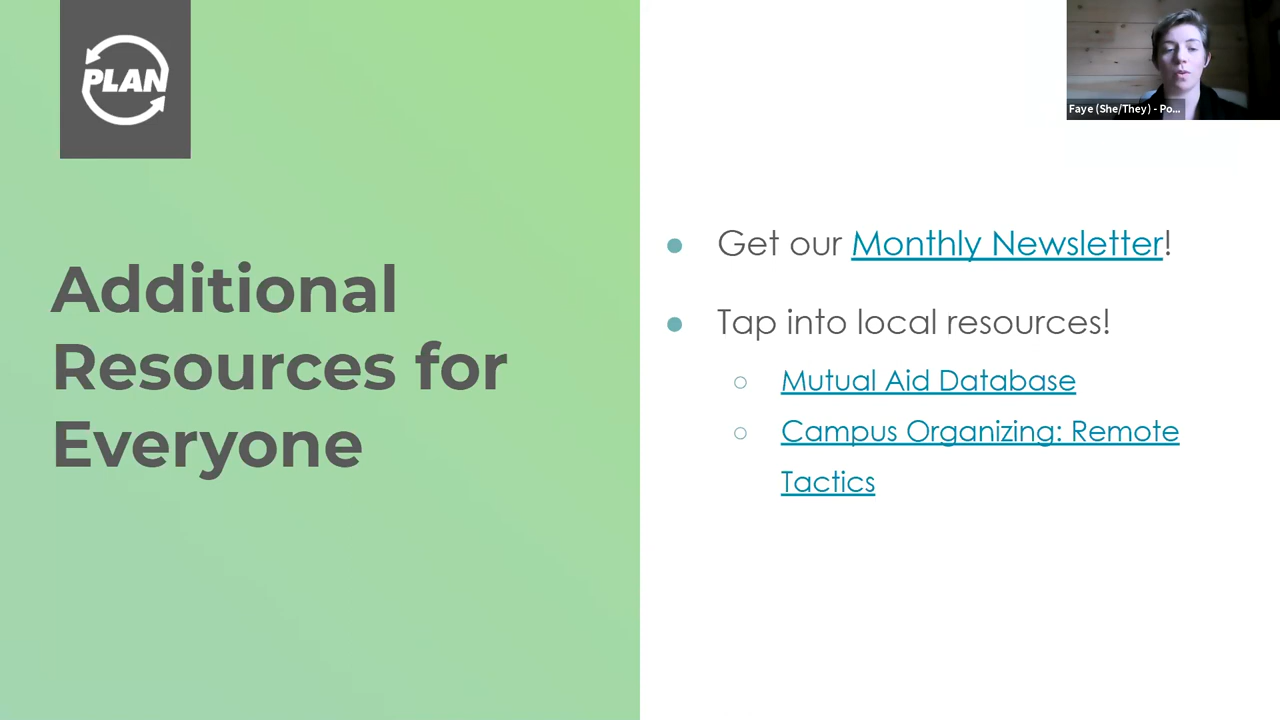 PLAN
Faye (She/They) - Po...
Additional
Resources for
Everyone
Get our Monthly Newsletter!
Tap into local resources!
Mutual Aid Database
Campus Organizing: Remote
Tactics